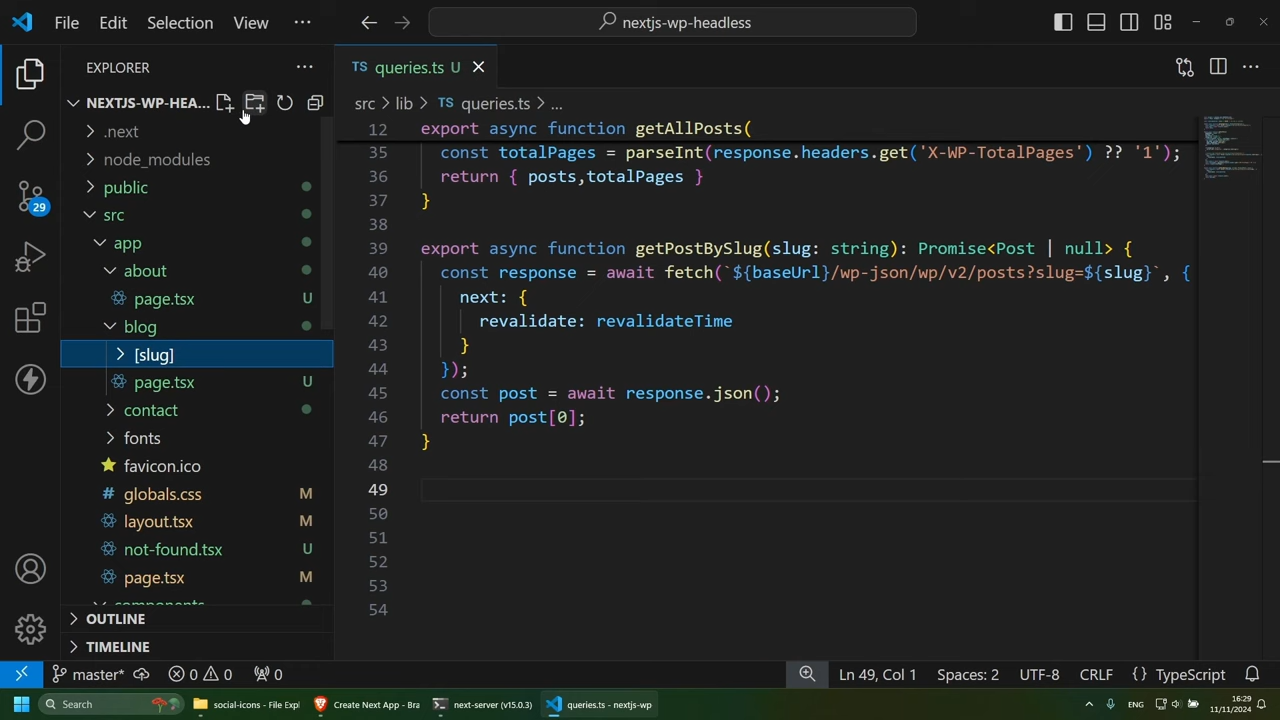 File Edit Selection View ...
nextjs-wp-headless
EXPLORER
TS queries.ts U
NEXTJS-WP-HEA...
src > lib > TS queries.ts > ...
.next
node_modules
public
src
app
about
page.tsx U
blog
[slug]
page.tsx U
contact
fonts
favicon.ico
# globals.css M
layout.tsx M
not-found.tsx U
page.tsx M
components
OUTLINE
TIMELINE
29
12 export async function getAllPosts(
35 const totalPages = parseInt(response.headers.get('X-WP-TotalPages') ?? '1');
36 return { posts,totalPages }
37 }
38
39 export async function getPostBySlug(slug: string): Promise<Post | null> {
40 const response = await fetch(`${baseUrl}/wp-json/wp/v2/posts?slug=${slug}`, {
41 next: {
42 revalidate: revalidateTime
43 }
44 });
45 const post = await response.json();
46 return post[0];
47 }
48
49
50
51
52
53
54
master* 0 0 0 Ln 49, Col 1 Spaces: 2 UTF-8 CRLF {} TypeScript
Search social-icons - File Expl Create Next App - Bra next-server (v15.0.3) queries.ts - nextjs-wp ENG 16:29
11/11/2024